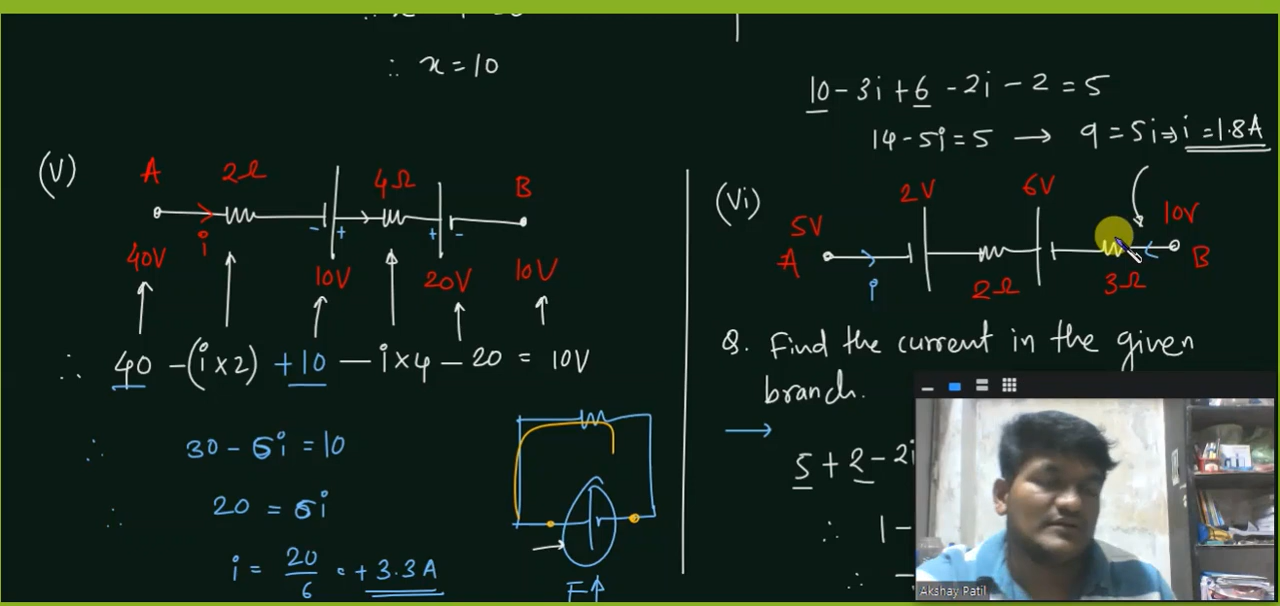 ∴ x = 10
10 - 3i + 6 - 2i - 2 = 5
14 - 5i = 5 → 9 = 5i ⇒ i = 1.8A
(V)
A 2Ω 4Ω B
i - + + -
40V 10V 20V 10V
∴ 40 - (i × 2) + 10 - i × 4 - 20 = 10V
∴ 30 - 6i = 10
∴ 20 = 6i
i = 20/6 = + 3.3 A
F↑
(Vi)
2V 6V
5V 10V
A B
i 2Ω 3Ω
Q. Find the current in the given
branch.
→ 5 + 2 - 2i
∴ 1 -
∴ -
Akshay Patil